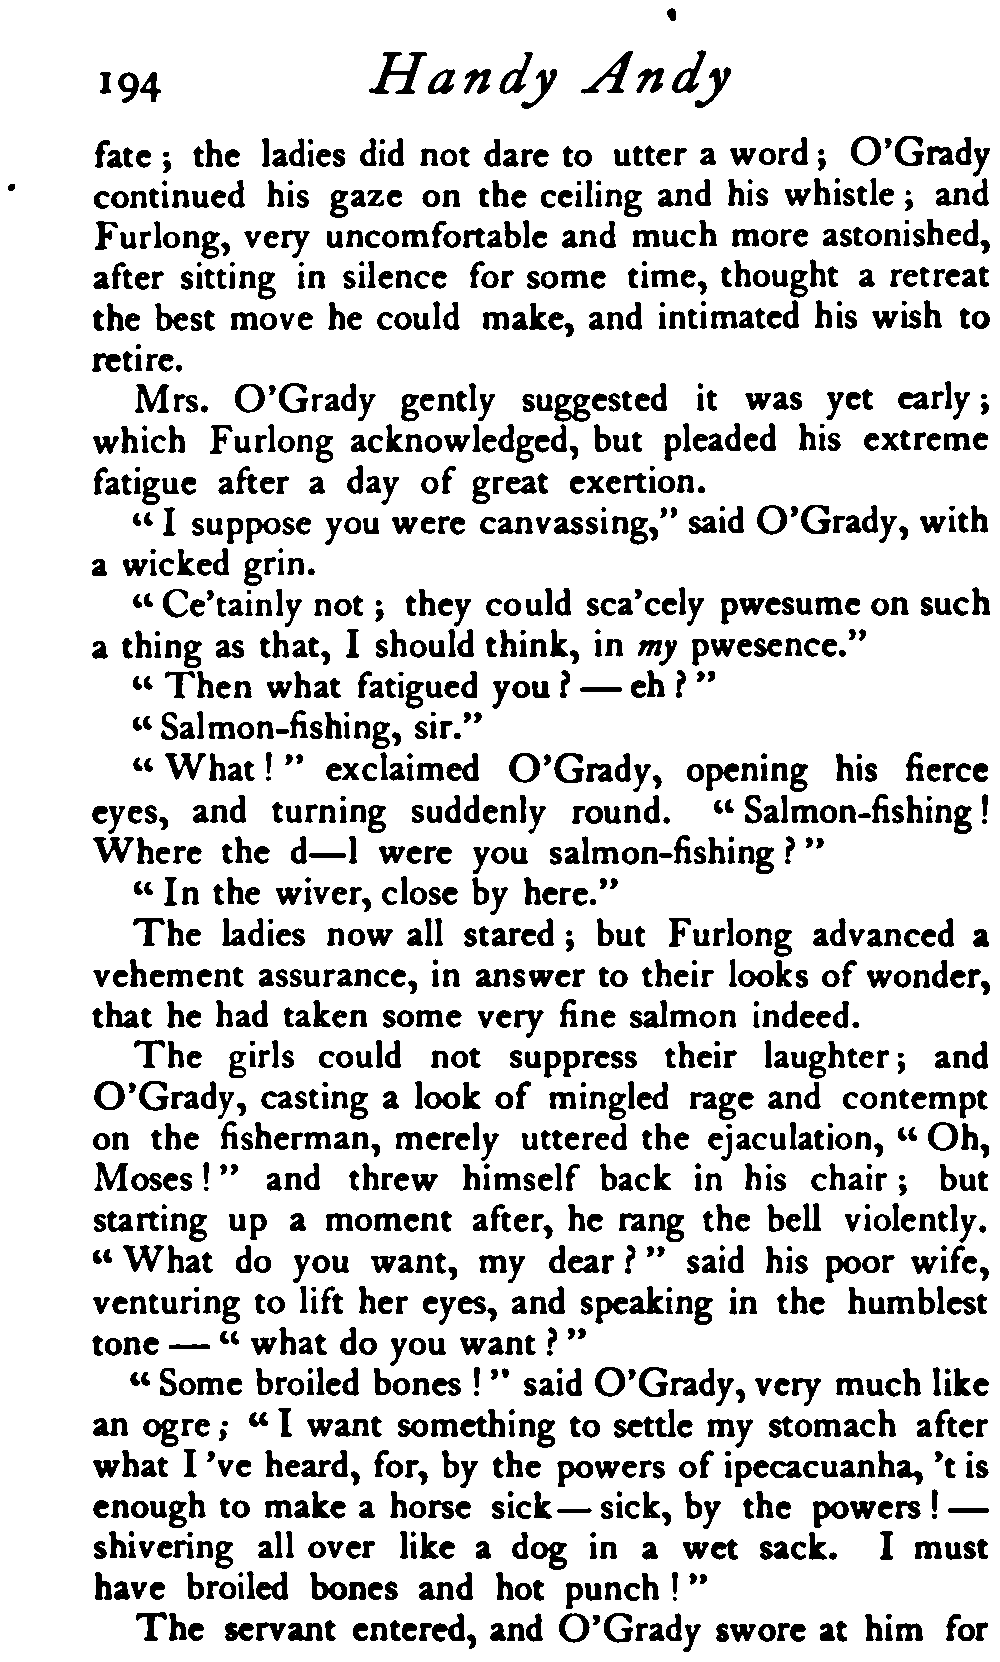 194 Handy Andy
fate ; the ladies did not dare to utter a word ; O'Grady
continued his gaze on the ceiling and his whistle ; and
Furlong, very uncomfortable and much more astonished,
after sitting in silence for some time, thought a retreat
the best move he could make, and intimated his wish to
retire.
Mrs. O'Grady gently suggested it was yet early ;
which Furlong acknowledged, but pleaded his extreme
fatigue after a day of great exertion.
“ I suppose you were canvassing,” said O'Grady, with
a wicked grin.
“ Ce'tainly not ; they could sca'cely pwesume on such
a thing as that, I should think, in my pwesence.”
“ Then what fatigued you ? — eh ? ”
“ Salmon-fishing, sir.”
“ What ! ” exclaimed O'Grady, opening his fierce
eyes, and turning suddenly round. “ Salmon-fishing !
Where the d—l were you salmon-fishing ? ”
“ In the wiver, close by here.”
The ladies now all stared ; but Furlong advanced a
vehement assurance, in answer to their looks of wonder,
that he had taken some very fine salmon indeed.
The girls could not suppress their laughter ; and
O'Grady, casting a look of mingled rage and contempt
on the fisherman, merely uttered the ejaculation, “ Oh,
Moses ! ” and threw himself back in his chair ; but
starting up a moment after, he rang the bell violently.
“ What do you want, my dear ? ” said his poor wife,
venturing to lift her eyes, and speaking in the humblest
tone — “ what do you want ? ”
“ Some broiled bones ! ” said O'Grady, very much like
an ogre ; “ I want something to settle my stomach after
what I 've heard, for, by the powers of ipecacuanha, 't is
enough to make a horse sick — sick, by the powers ! —
shivering all over like a dog in a wet sack. I must
have broiled bones and hot punch ! ”
The servant entered, and O'Grady swore at him for